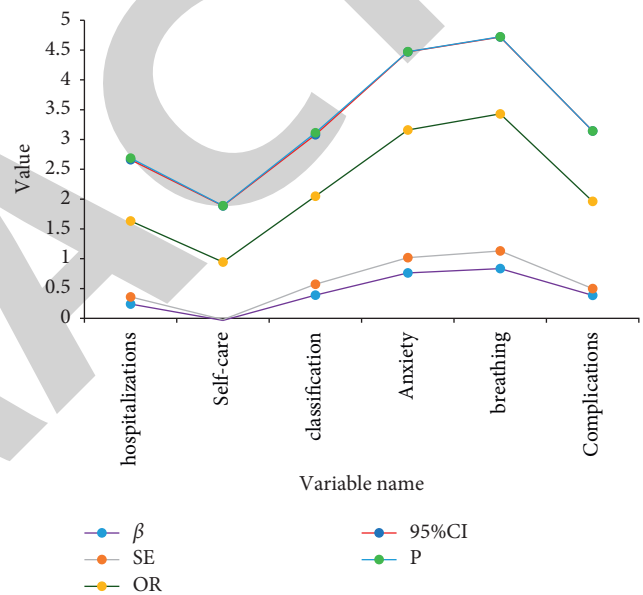 5
4.5
4
3.5
3
2.5
2
1.5
1
0.5
0
Value
hospitalizations
Self-care
classification
Anxiety
breathing
Complications
Variable name
β
SE
OR
95%CI
P